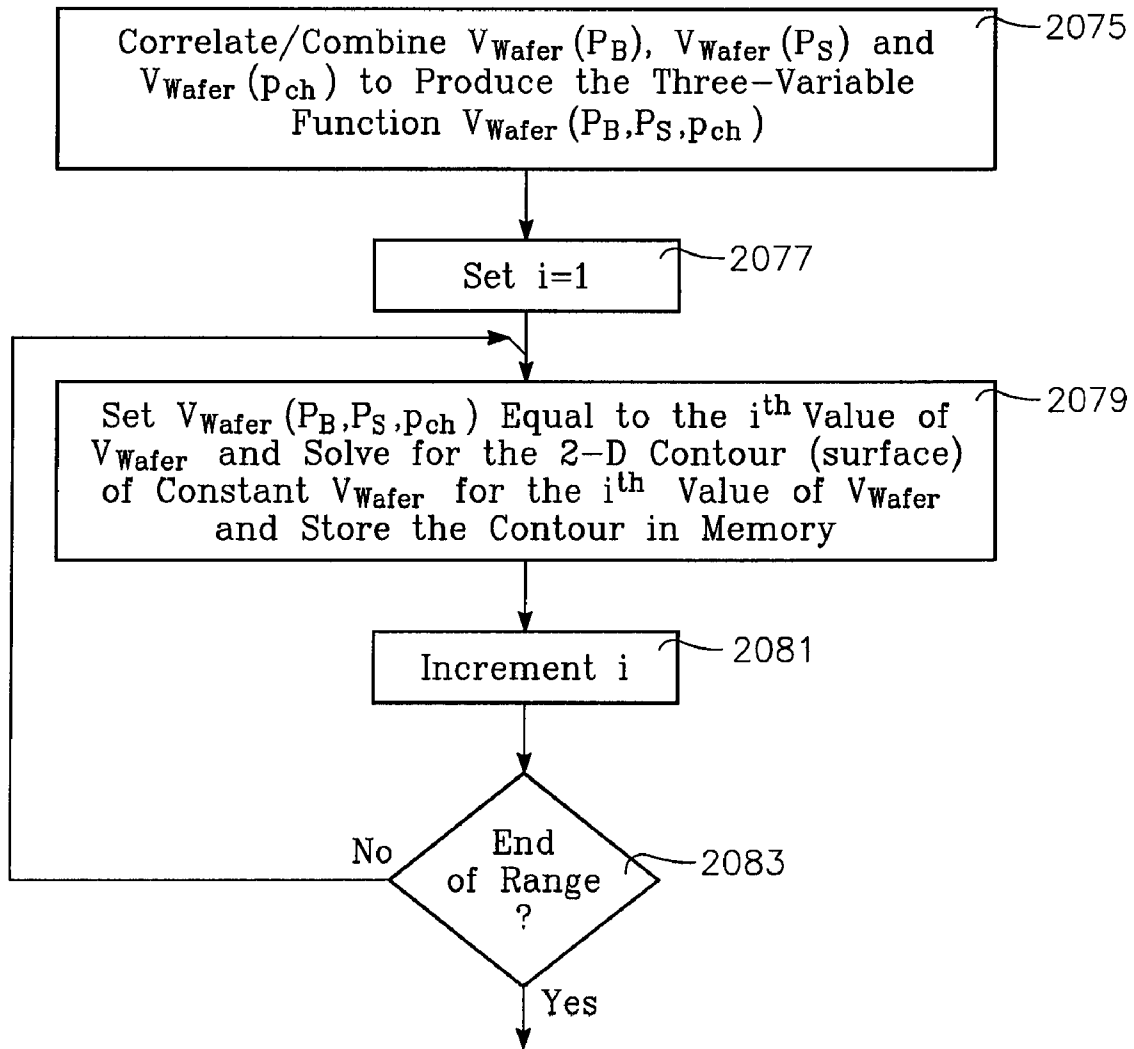 Correlate/Combine V_Wafer (P_B), V_Wafer (P_S) and
V_Wafer (p_ch) to Produce the Three-Variable
Function V_Wafer (P_B,P_S,p_ch)
2075
Set i=1
2077
Set V_Wafer (P_B,P_S,p_ch) Equal to the i^th Value of
V_Wafer and Solve for the 2-D Contour (surface)
of Constant V_Wafer for the i^th Value of V_Wafer
and Store the Contour in Memory
2079
Increment i
2081
End
of Range
?
2083
No
Yes